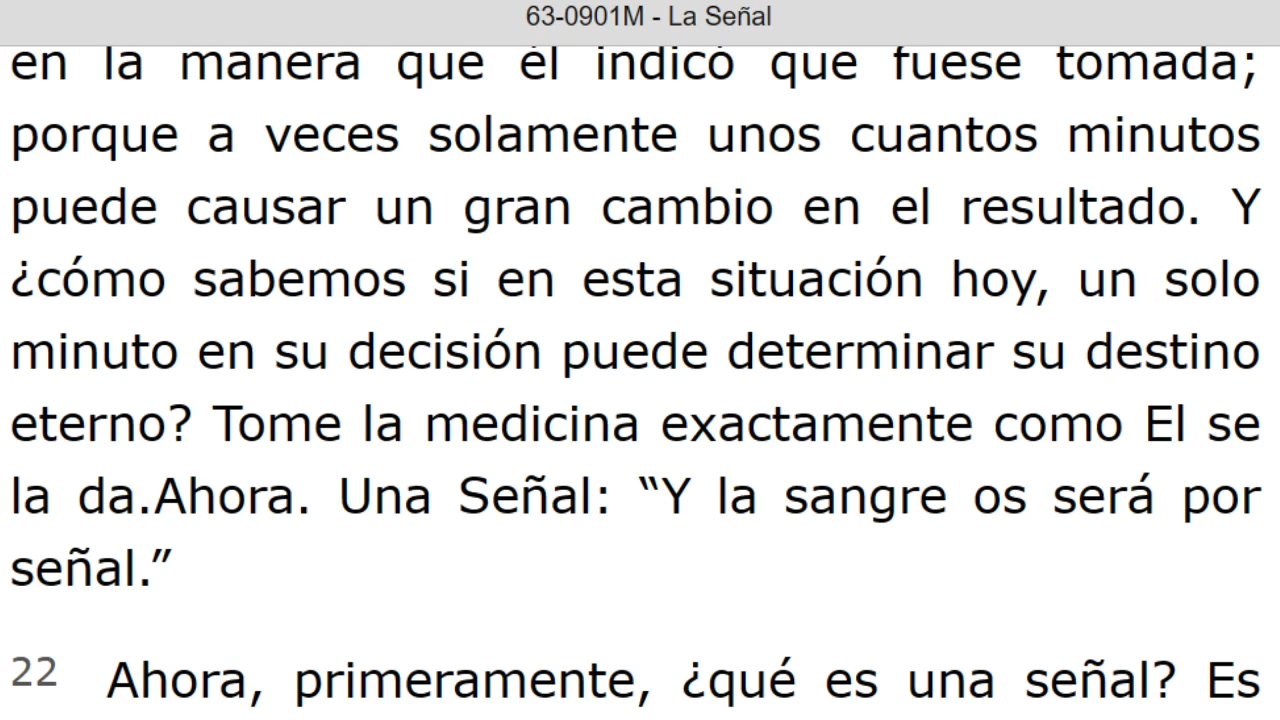 63-0901M - La Señal
en la manera que él indicó que fuese tomada;
porque a veces solamente unos cuantos minutos
puede causar un gran cambio en el resultado. Y
¿cómo sabemos si en esta situación hoy, un solo
minuto en su decisión puede determinar su destino
eterno? Tome la medicina exactamente como El se
la da.Ahora. Una Señal: “Y la sangre os será por
señal.”
22 Ahora, primeramente, ¿qué es una señal? Es